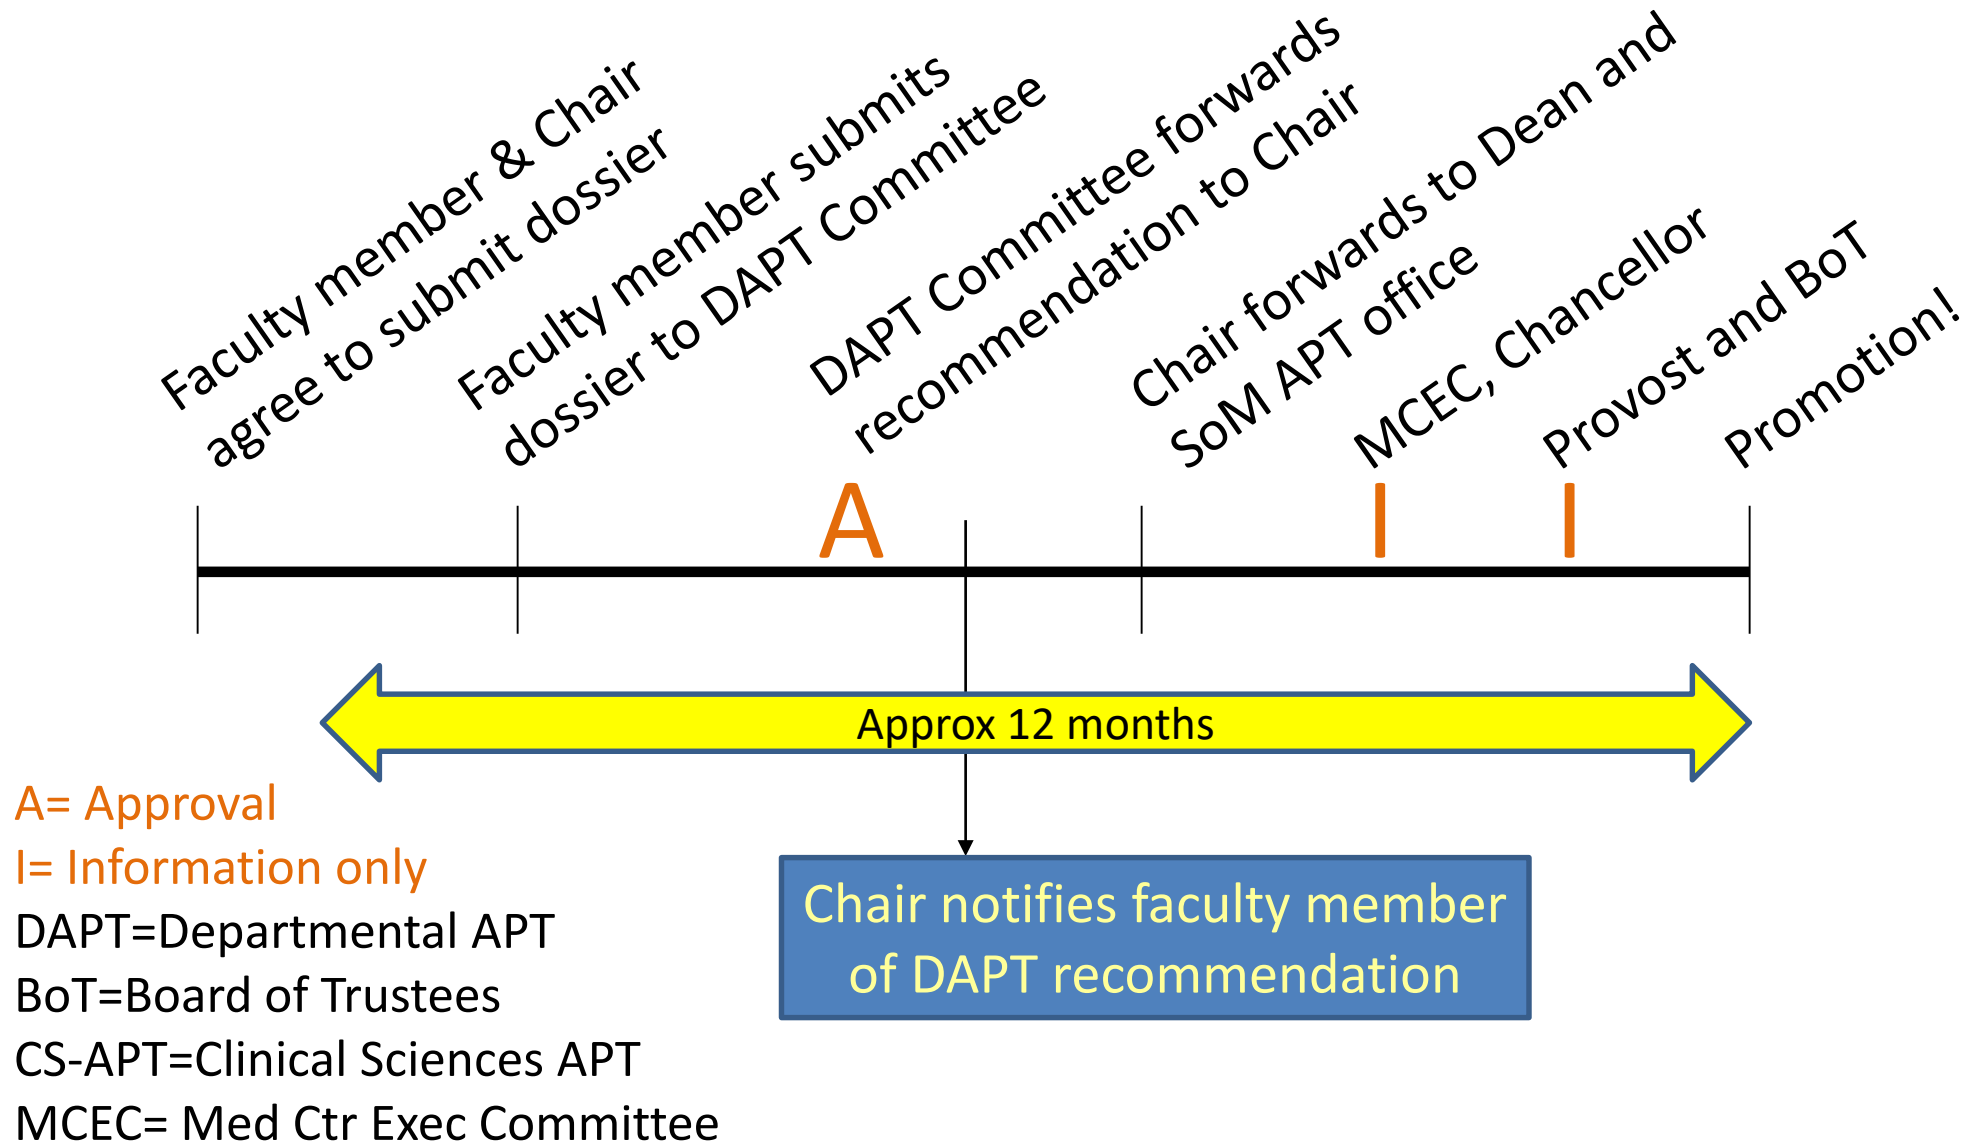 Faculty member & Chair
agree to submit dossier
Faculty member submits
dossier to DAPT Committee
DAPT Committee forwards
recommendation to Chair
Chair forwards to Dean and
SoM APT office
MCEC, Chancellor
Provost and BoT
Promotion!
A
I
I
Approx 12 months
Chair notifies faculty member
of DAPT recommendation
A= Approval
I= Information only
DAPT=Departmental APT
BoT=Board of Trustees
CS-APT=Clinical Sciences APT
MCEC= Med Ctr Exec Committee